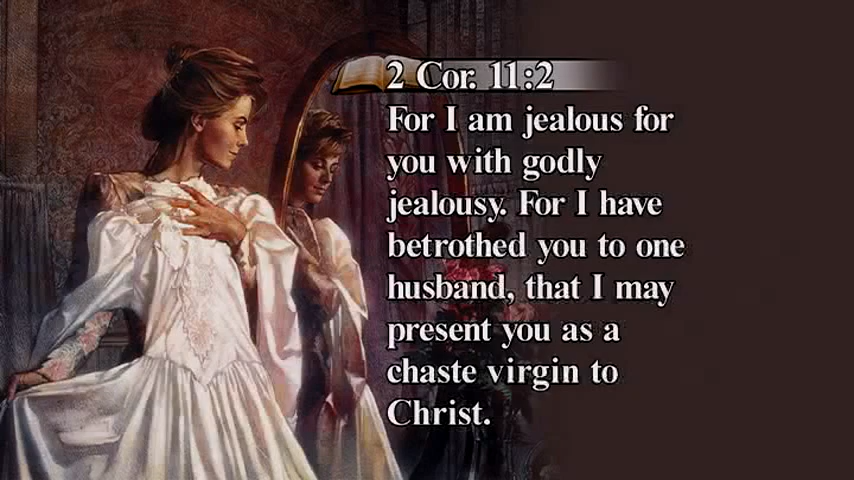 2 Cor. 11:2
For I am jealous for
you with godly
jealousy. For I have
betrothed you to one
husband, that I may
present you as a
chaste virgin to
Christ.